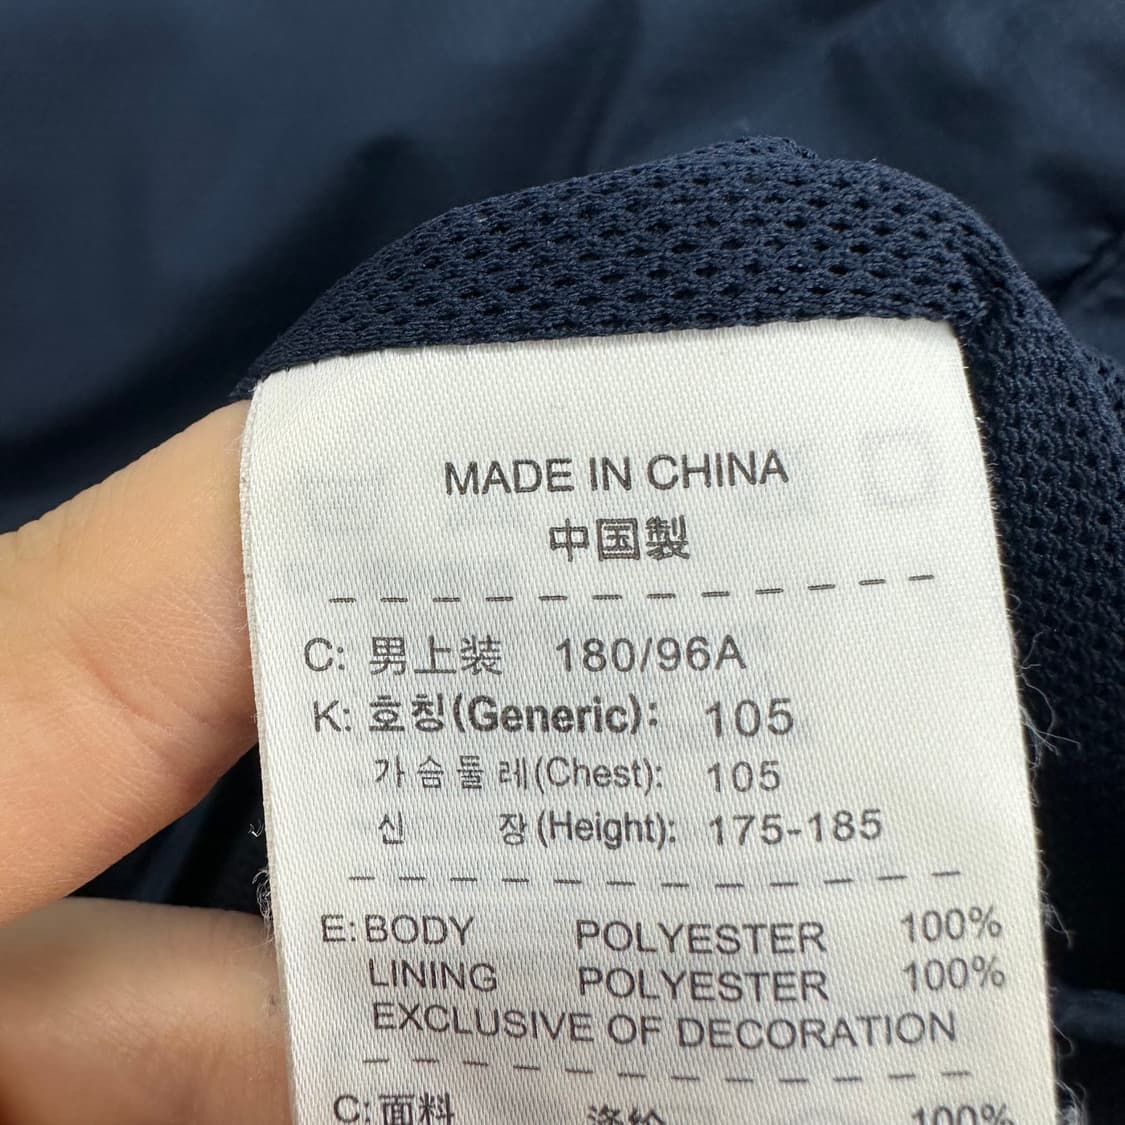 MADE IN CHINA
中国製
C: 男上装 180/96A
K: 호칭(Generic): 105
가슴둘레(Chest): 105
신 장(Height): 175-185
E: BODY POLYESTER 100%
LINING POLYESTER 100%
EXCLUSIVE OF DECORATION
C: 面料 涤纶 100%